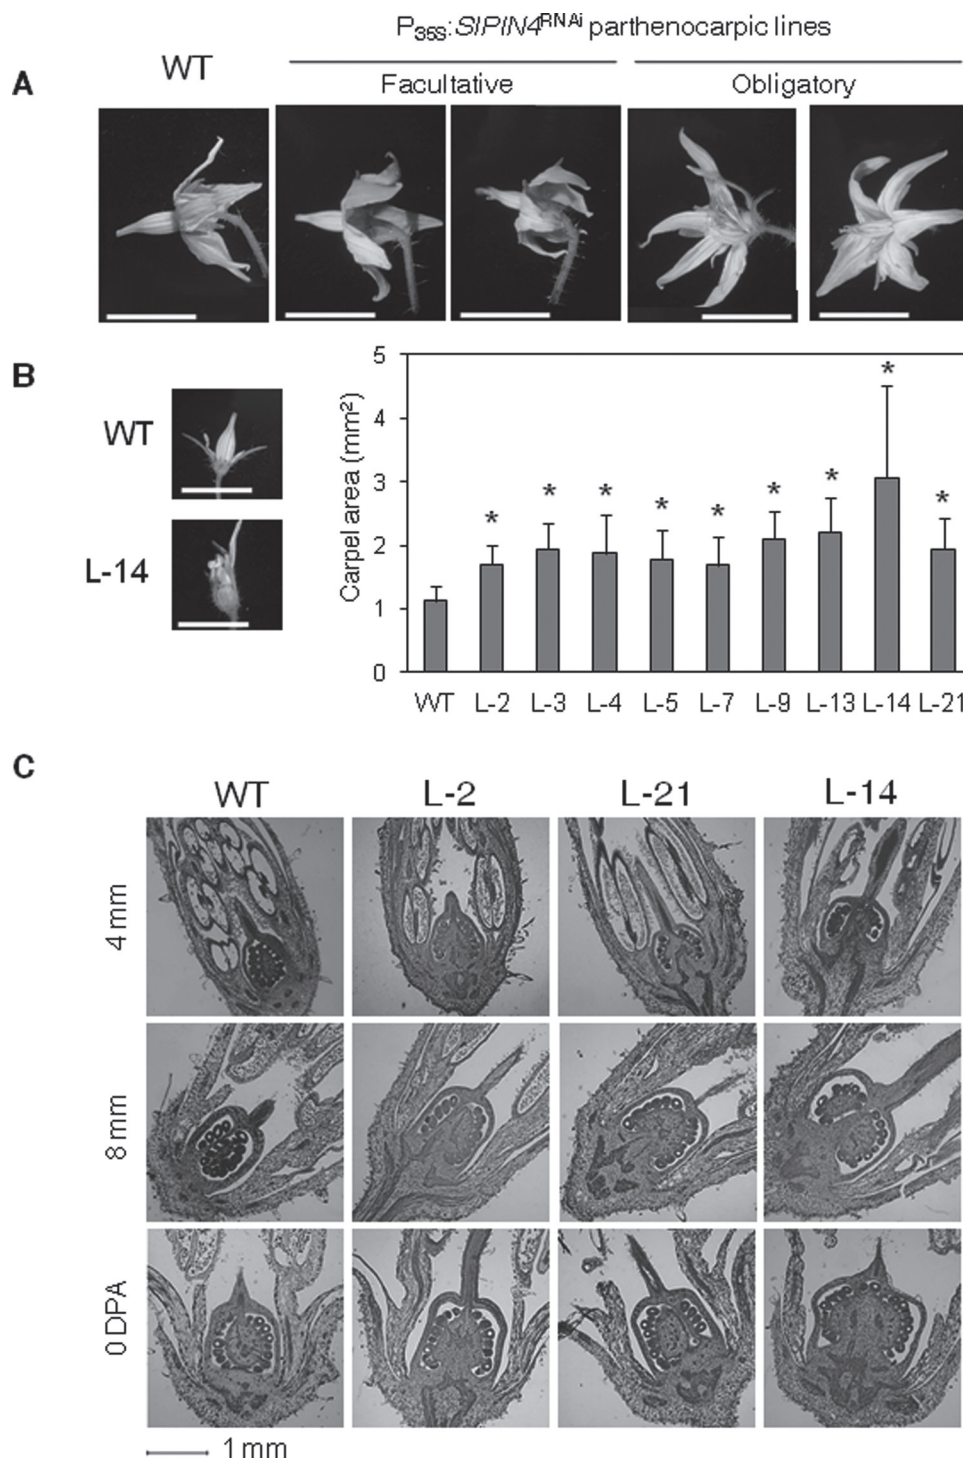 P35S:SlPIN4RNAi parthenocarpic lines
A
WT
Facultative
Obligatory
B
WT
L-14
Carpel area (mm²)
5
4
3
2
1
0
*
*
*
*
*
*
*
*
*
WT L-2 L-3 L-4 L-5 L-7 L-9 L-13 L-14 L-21
C
WT L-2 L-21 L-14
4 mm
8 mm
0 DPA
1 mm